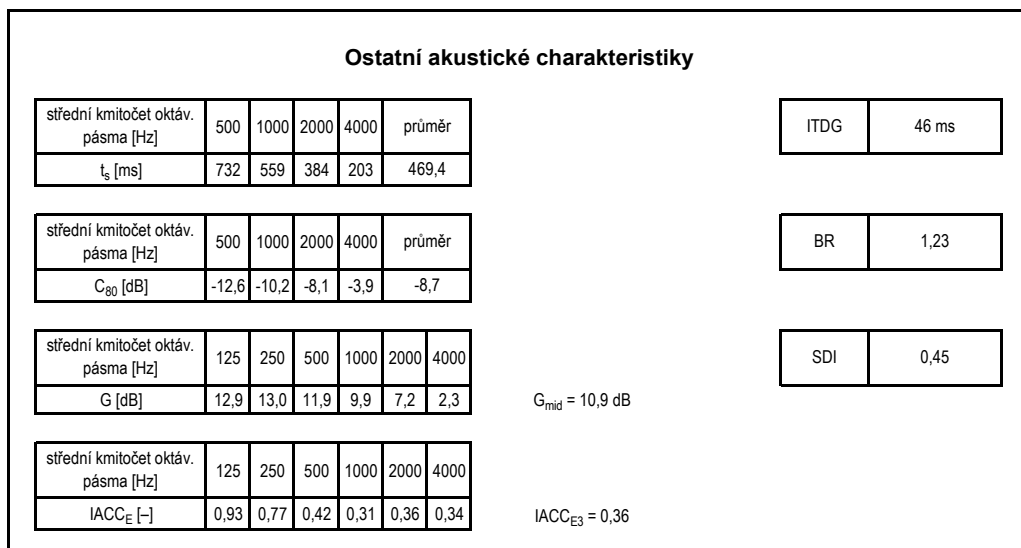 Ostatní akustické charakteristiky
střední kmitočet oktáv. pásma [Hz] 500 1000 2000 4000 průměr
tₛ [ms] 732 559 384 203 469,4
ITDG 46 ms
střední kmitočet oktáv. pásma [Hz] 500 1000 2000 4000 průměr
C₈₀ [dB] -12,6 -10,2 -8,1 -3,9 -8,7
BR 1,23
střední kmitočet oktáv. pásma [Hz] 125 250 500 1000 2000 4000
G [dB] 12,9 13,0 11,9 9,9 7,2 2,3
G_mid = 10,9 dB
SDI 0,45
střední kmitočet oktáv. pásma [Hz] 125 250 500 1000 2000 4000
IACC_E [–] 0,93 0,77 0,42 0,31 0,36 0,34
IACC_E3 = 0,36